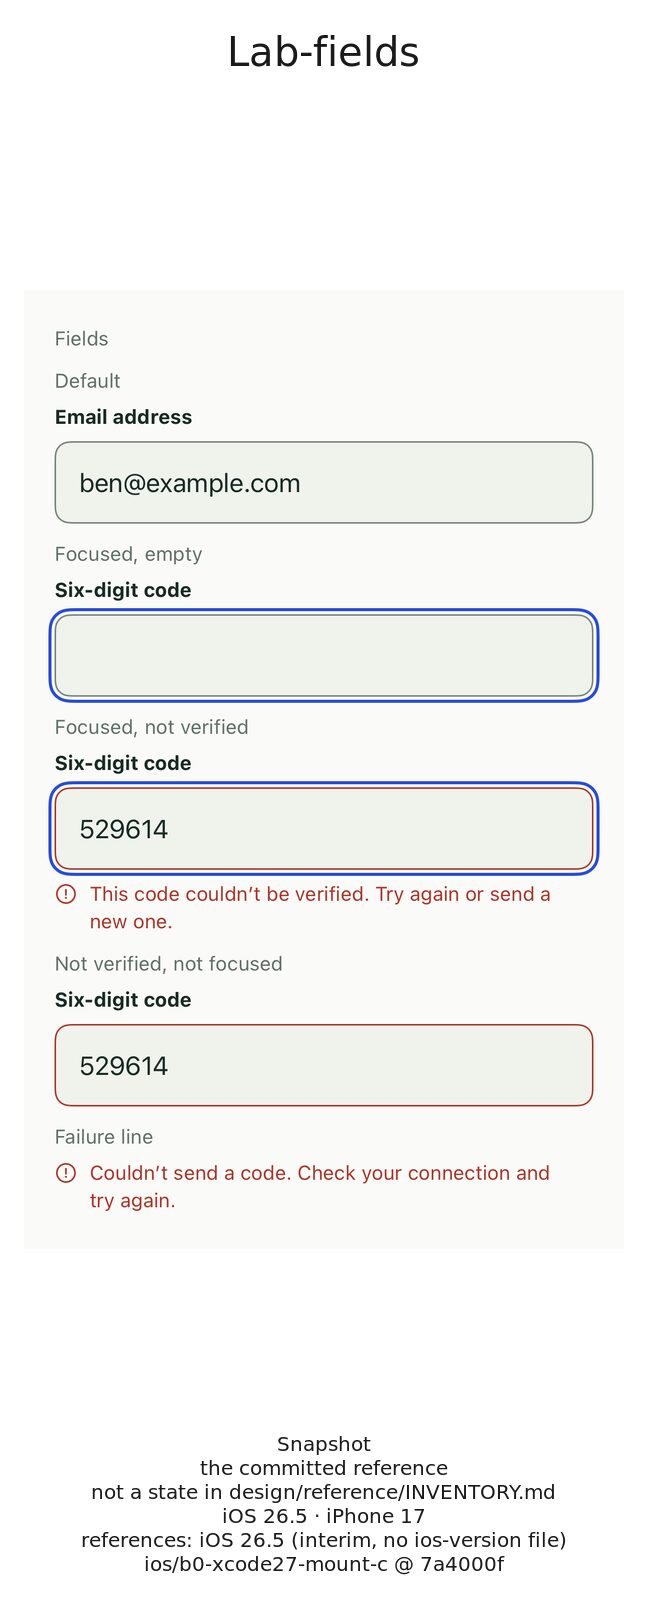 Lab-fields
Fields
Default
Email address
ben@example.com
Focused, empty
Six-digit code
Focused, not verified
Six-digit code
529614
This code couldn’t be verified. Try again or send a
new one.
Not verified, not focused
Six-digit code
529614
Failure line
Couldn’t send a code. Check your connection and
try again.
Snapshot
the committed reference
not a state in design/reference/INVENTORY.md
iOS 26.5 · iPhone 17
references: iOS 26.5 (interim, no ios-version file)
ios/b0-xcode27-mount-c @ 7a4000f